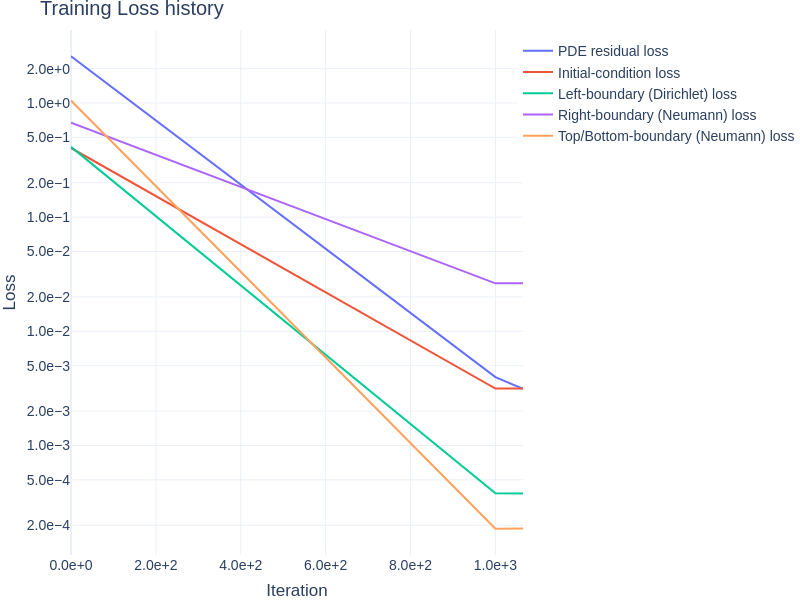 Training Loss history
PDE residual loss
Initial-condition loss
Left-boundary (Dirichlet) loss
Right-boundary (Neumann) loss
Top/Bottom-boundary (Neumann) loss
Loss
2.0e+0
1.0e+0
5.0e−1
2.0e−1
1.0e−1
5.0e−2
2.0e−2
1.0e−2
5.0e−3
2.0e−3
1.0e−3
5.0e−4
2.0e−4
0.0e+0 2.0e+2 4.0e+2 6.0e+2 8.0e+2 1.0e+3
Iteration